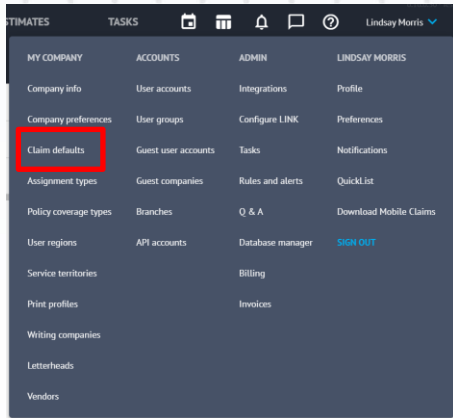 TASKS
Lindsay Morris
MY COMPANY
Company info
Company preferences
Claim defaults
Assignment types
Policy coverage types
User regions
Service territories
Print profiles
Writing companies
Letterheads
Vendors
ACCOUNTS
User accounts
User groups
Guest user accounts
Guest companies
Branches
API accounts
ADMIN
Integrations
Configure LINK
Tasks
Rules and alerts
Q & A
Database manager
Billing
Invoices
LINDSAY MORRIS
Profile
Preferences
Notifications
QuickList
Download Mobile Claims
SIGN OUT